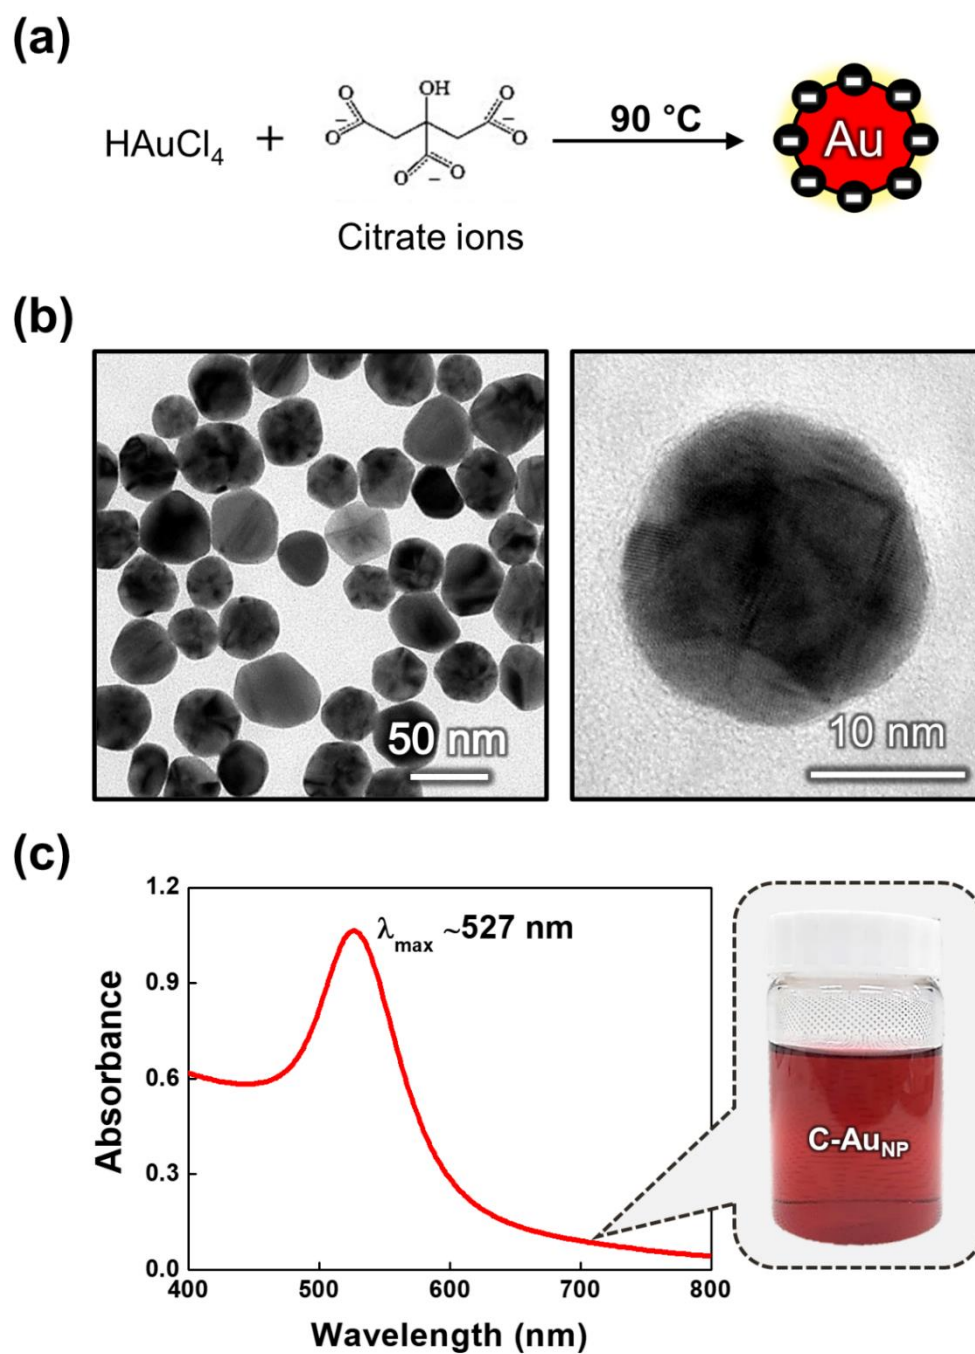 (a)
HAuCl4 + Citrate ions 90 °C Au
OH
O O
O− −O
O O
−
(b)
50 nm 10 nm
(c)
1.2
0.9
0.6
0.3
0.0
Absorbance
λmax ~527 nm
C-AuNP
400 500 600 700 800
Wavelength (nm)